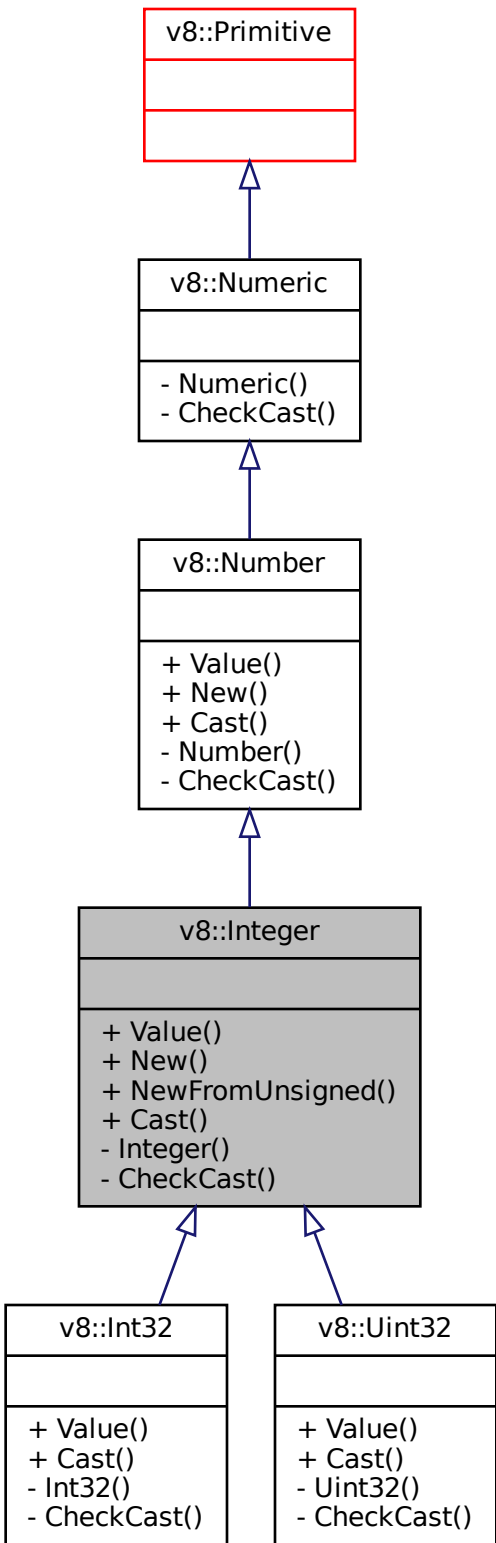 v8::Primitive
v8::Numeric
- Numeric()
- CheckCast()
v8::Number
+ Value()
+ New()
+ Cast()
- Number()
- CheckCast()
v8::Integer
+ Value()
+ New()
+ NewFromUnsigned()
+ Cast()
- Integer()
- CheckCast()
v8::Int32
+ Value()
+ Cast()
- Int32()
- CheckCast()
v8::Uint32
+ Value()
+ Cast()
- Uint32()
- CheckCast()